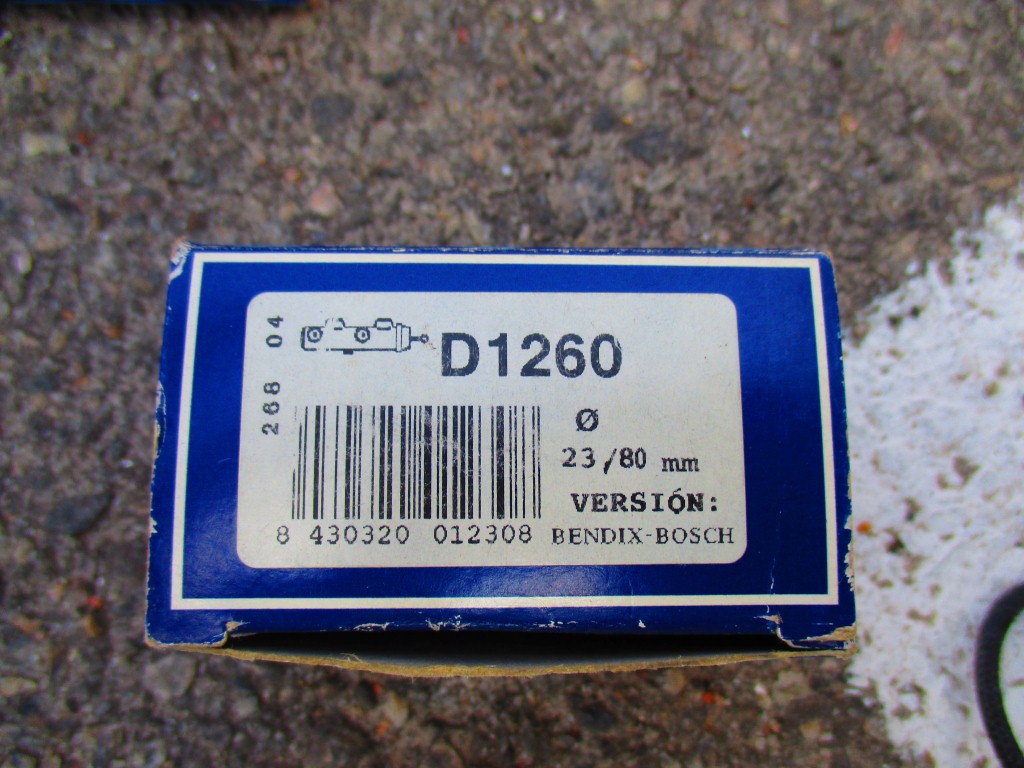 268 04
D1260
Ø
23/80 mm
VERSIÓN:
BENDIX-BOSCH
8 430320 012308